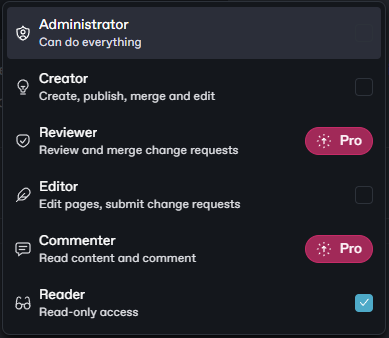 Administrator
Can do everything
Creator
Create, publish, merge and edit
Reviewer
Review and merge change requests
Pro
Editor
Edit pages, submit change requests
Commenter
Read content and comment
Pro
Reader
Read-only access